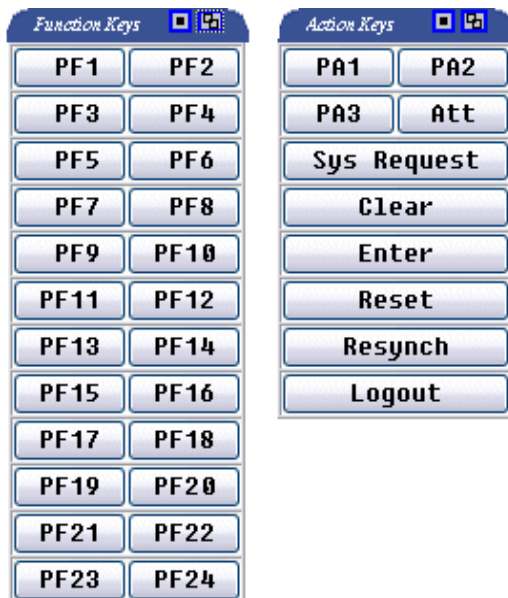 Function Keys
PF1 PF2
PF3 PF4
PF5 PF6
PF7 PF8
PF9 PF10
PF11 PF12
PF13 PF14
PF15 PF16
PF17 PF18
PF19 PF20
PF21 PF22
PF23 PF24
Action Keys
PA1 PA2
PA3 Att
Sys Request
Clear
Enter
Reset
Resynch
Logout